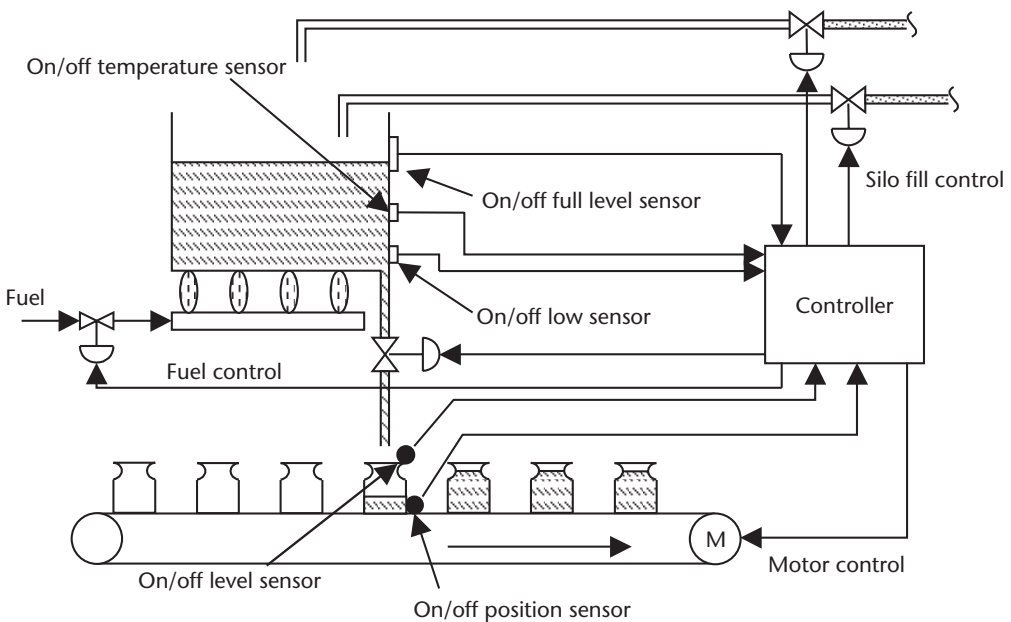 On/off temperature sensor
Silo fill control
On/off full level sensor
Fuel
Controller
On/off low sensor
Fuel control
M
Motor control
On/off level sensor
On/off position sensor